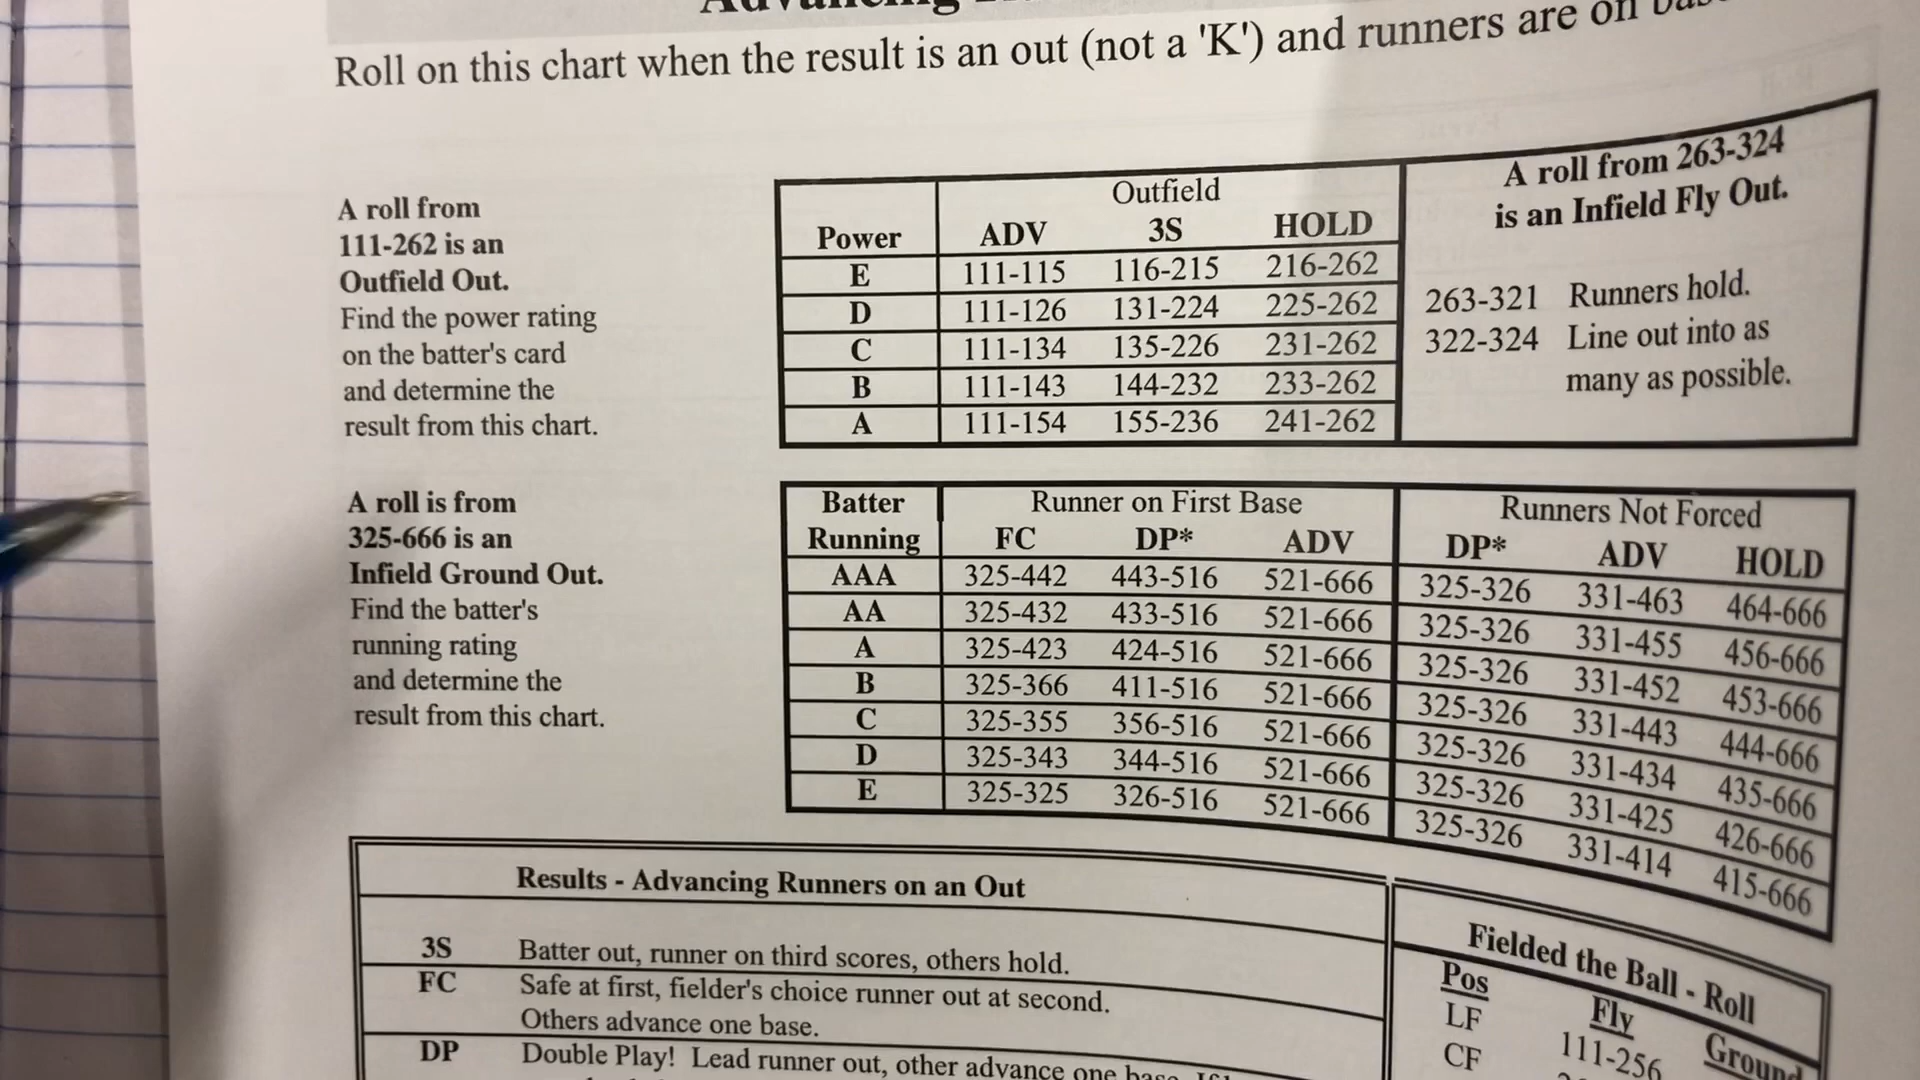 Advancing
Roll on this chart when the result is an out (not a 'K') and runners are on
A roll from
111-262 is an
Outfield Out.
Find the power rating
on the batter's card
and determine the
result from this chart.
Outfield
Power ADV 3S HOLD
E 111-115 116-215 216-262
D 111-126 131-224 225-262
C 111-134 135-226 231-262
B 111-143 144-232 233-262
A 111-154 155-236 241-262
A roll from 263-324
is an Infield Fly Out.
263-321 Runners hold.
322-324 Line out into as
many as possible.
A roll is from
325-666 is an
Infield Ground Out.
Find the batter's
running rating
and determine the
result from this chart.
Batter Runner on First Base Runners Not Forced
Running FC DP* ADV DP* ADV HOLD
AAA 325-442 443-516 521-666 325-326 331-463 464-666
AA 325-432 433-516 521-666 325-326 331-455 456-666
A 325-423 424-516 521-666 325-326 331-452 453-666
B 325-366 411-516 521-666 325-326 331-443 444-666
C 325-355 356-516 521-666 325-326 331-434 435-666
D 325-343 344-516 521-666 325-326 331-425 426-666
E 325-325 326-516 521-666 325-326 331-414 415-666
Results - Advancing Runners on an Out
3S Batter out, runner on third scores, others hold.
FC Safe at first, fielder's choice runner out at second.
Others advance one base.
DP Double Play! Lead runner out, other advance one base.
Fielded the Ball - Roll
Pos Fly Ground
LF 111-256
CF